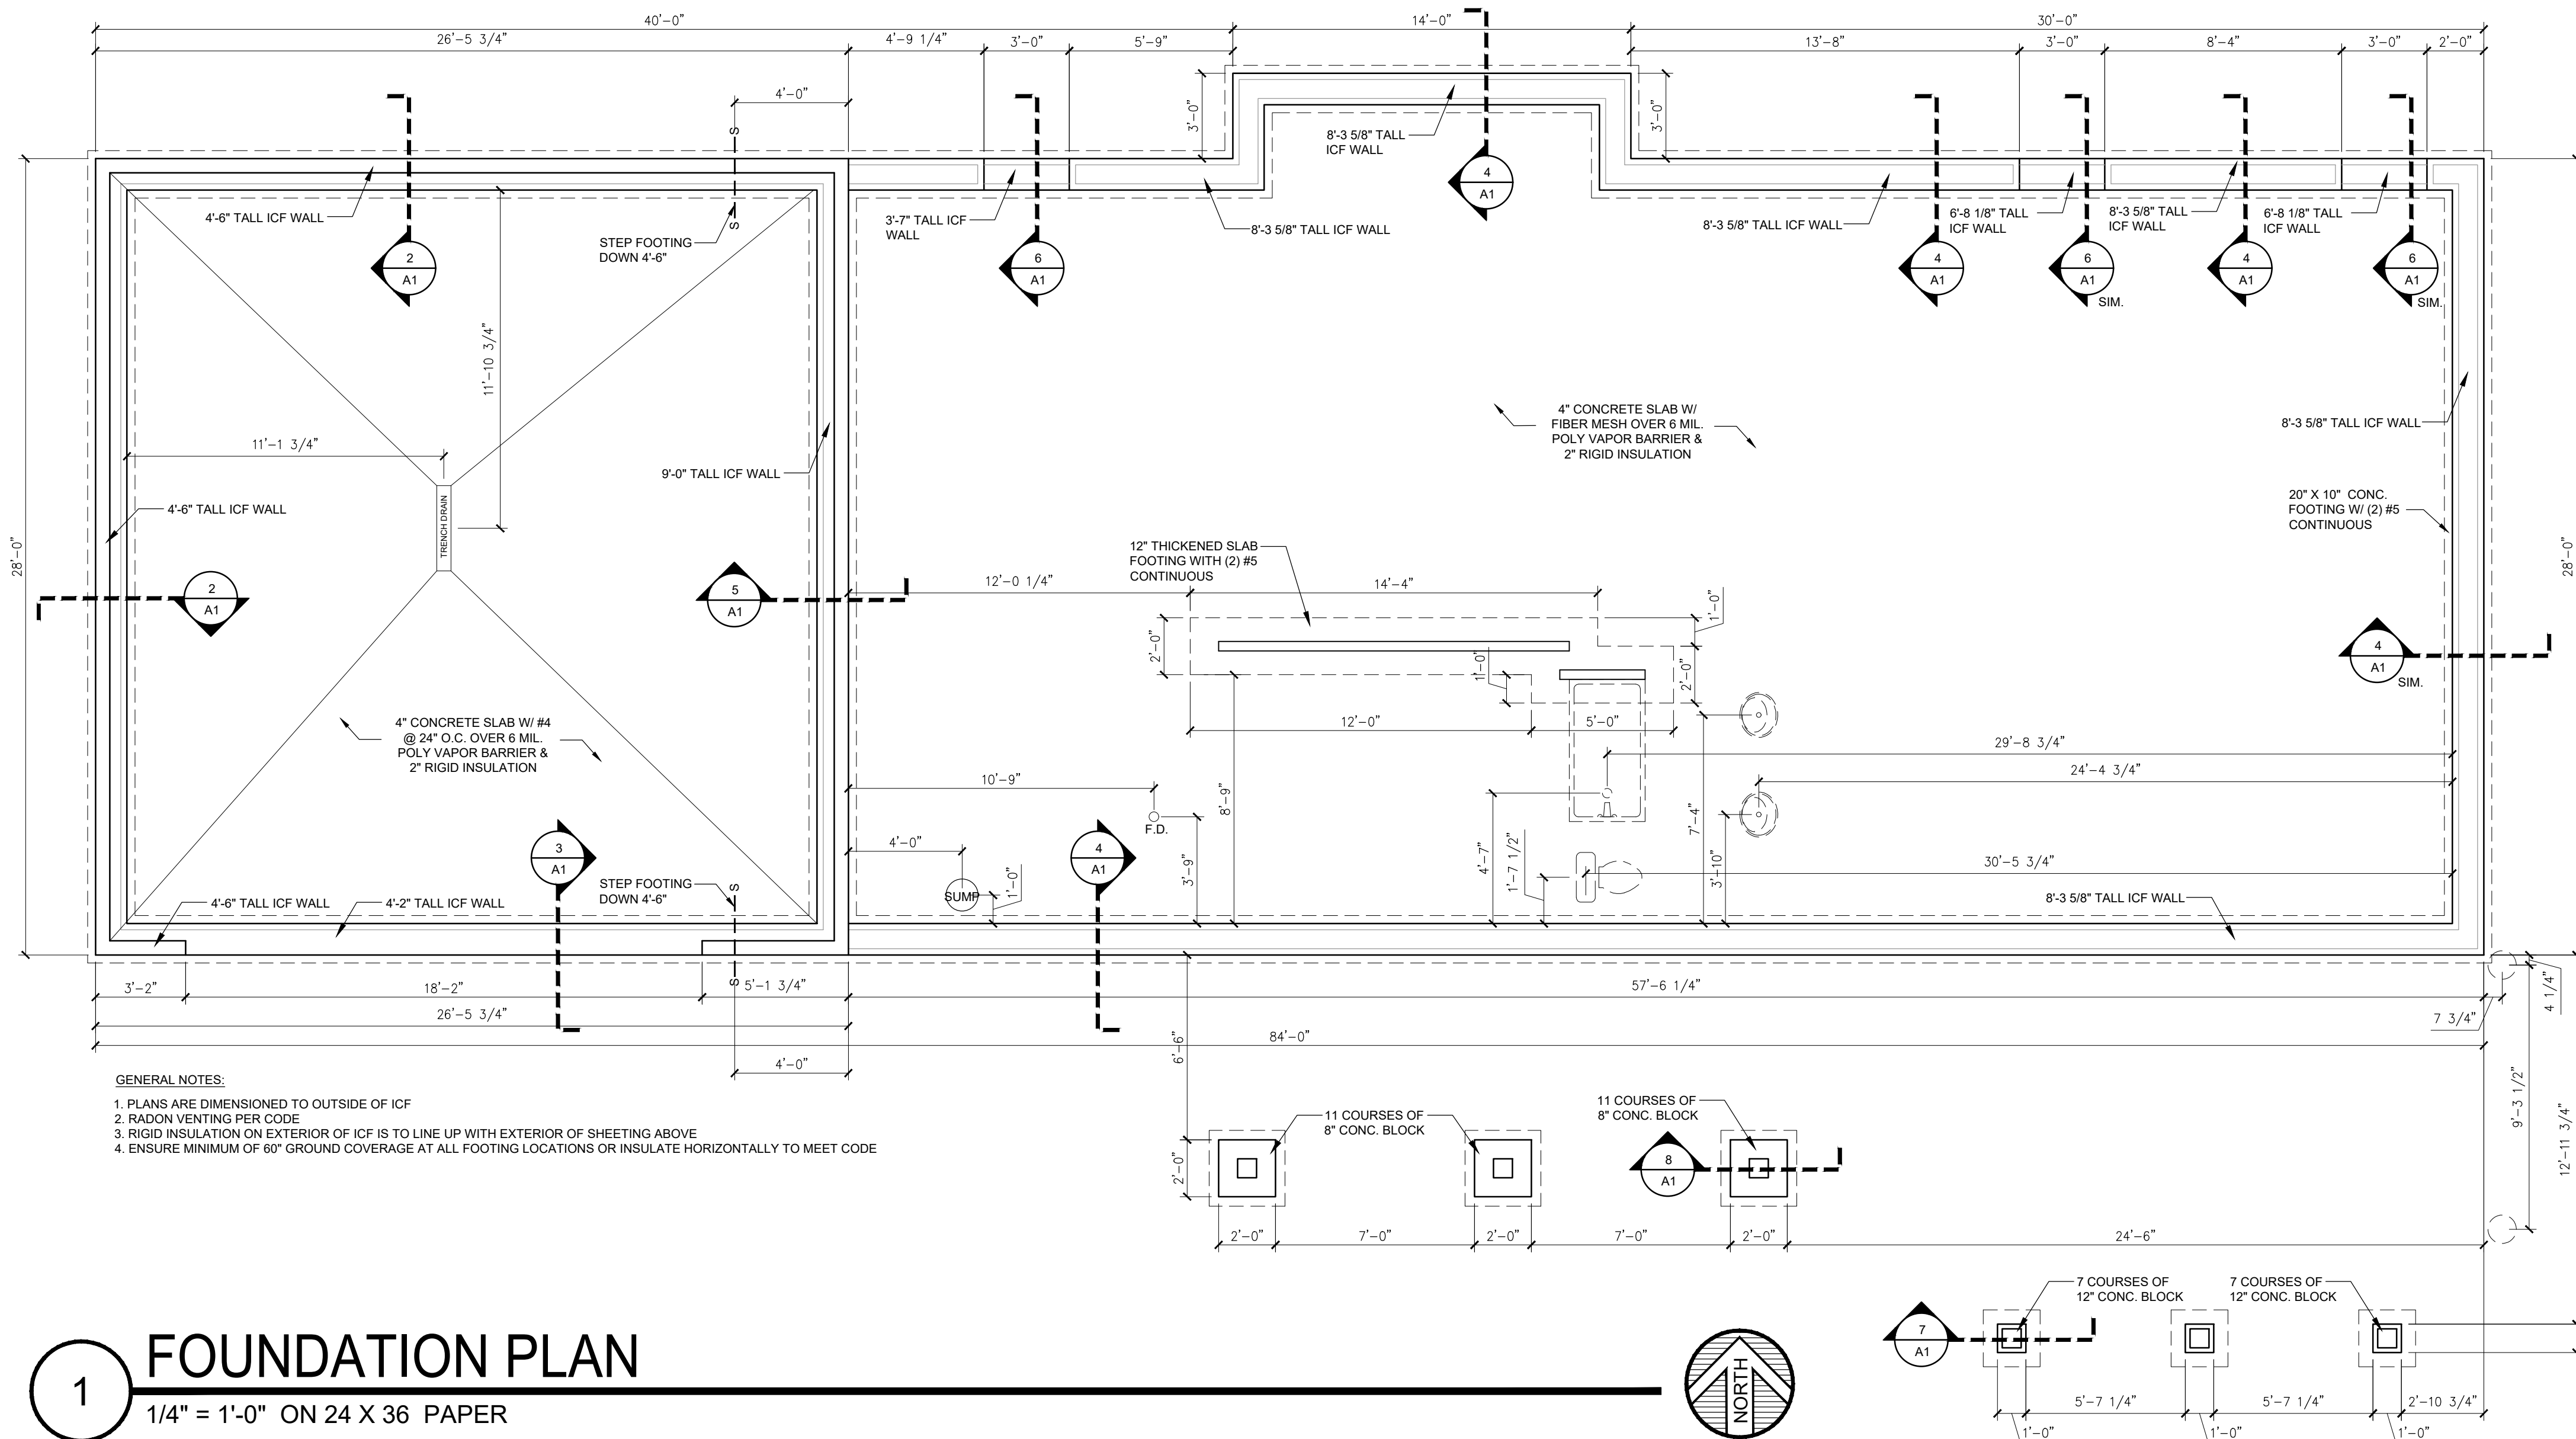 40'-0"
14'-0"
30'-0"
26'-5 3/4"
4'-9 1/4"
3'-0"
5'-9"
13'-8"
3'-0"
8'-4"
3'-0"
2'-0"
4'-0"
3'-0"
3'-0"
S
S
8'-3 5/8" TALL
ICF WALL
4
A1
4'-6" TALL ICF WALL
STEP FOOTING
DOWN 4'-6"
3'-7" TALL ICF
WALL
8'-3 5/8" TALL ICF WALL
8'-3 5/8" TALL ICF WALL
6'-8 1/8" TALL
ICF WALL
8'-3 5/8" TALL
ICF WALL
6'-8 1/8" TALL
ICF WALL
2
A1
6
A1
4
A1
6
A1
SIM.
4
A1
6
A1
SIM.
11'-10 3/4"
11'-1 3/4"
9'-0" TALL ICF WALL
4'-6" TALL ICF WALL
TRENCH DRAIN
28'-0"
4" CONCRETE SLAB W/
FIBER MESH OVER 6 MIL.
POLY VAPOR BARRIER &
2" RIGID INSULATION
8'-3 5/8" TALL ICF WALL
20" X 10" CONC.
FOOTING W/ (2) #5
CONTINUOUS
28'-0"
12" THICKENED SLAB
FOOTING WITH (2) #5
CONTINUOUS
2
A1
5
A1
12'-0 1/4"
14'-4"
1'-0"
2'-0"
1'-0"
2'-0"
4
A1
SIM.
12'-0"
5'-0"
4" CONCRETE SLAB W/ #4
@ 24" O.C. OVER 6 MIL.
POLY VAPOR BARRIER &
2" RIGID INSULATION
29'-8 3/4"
24'-4 3/4"
10'-9"
8'-9"
F.D.
7'-4"
3
A1
4'-0"
4
A1
3'-9"
4'-7"
1'-7 1/2"
3'-10"
30'-5 3/4"
STEP FOOTING
DOWN 4'-6"
S
SUMP
1'-0"
4'-6" TALL ICF WALL
4'-2" TALL ICF WALL
8'-3 5/8" TALL ICF WALL
S
3'-2"
18'-2"
5'-1 3/4"
57'-6 1/4"
4 1/4"
26'-5 3/4"
7 3/4"
84'-0"
6'-6"
4'-0"
9'-3 1/2"
12'-11 3/4"
GENERAL NOTES:
1. PLANS ARE DIMENSIONED TO OUTSIDE OF ICF
2. RADON VENTING PER CODE
3. RIGID INSULATION ON EXTERIOR OF ICF IS TO LINE UP WITH EXTERIOR OF SHEETING ABOVE
4. ENSURE MINIMUM OF 60" GROUND COVERAGE AT ALL FOOTING LOCATIONS OR INSULATE HORIZONTALLY TO MEET CODE
11 COURSES OF
8" CONC. BLOCK
11 COURSES OF
8" CONC. BLOCK
2'-0"
8
A1
2'-0"
7'-0"
2'-0"
7'-0"
2'-0"
24'-6"
7 COURSES OF
12" CONC. BLOCK
7 COURSES OF
12" CONC. BLOCK
7
A1
5'-7 1/4"
5'-7 1/4"
2'-10 3/4"
1'-0"
1'-0"
1'-0"
1
FOUNDATION PLAN
1/4" = 1'-0" ON 24 X 36 PAPER
NORTH